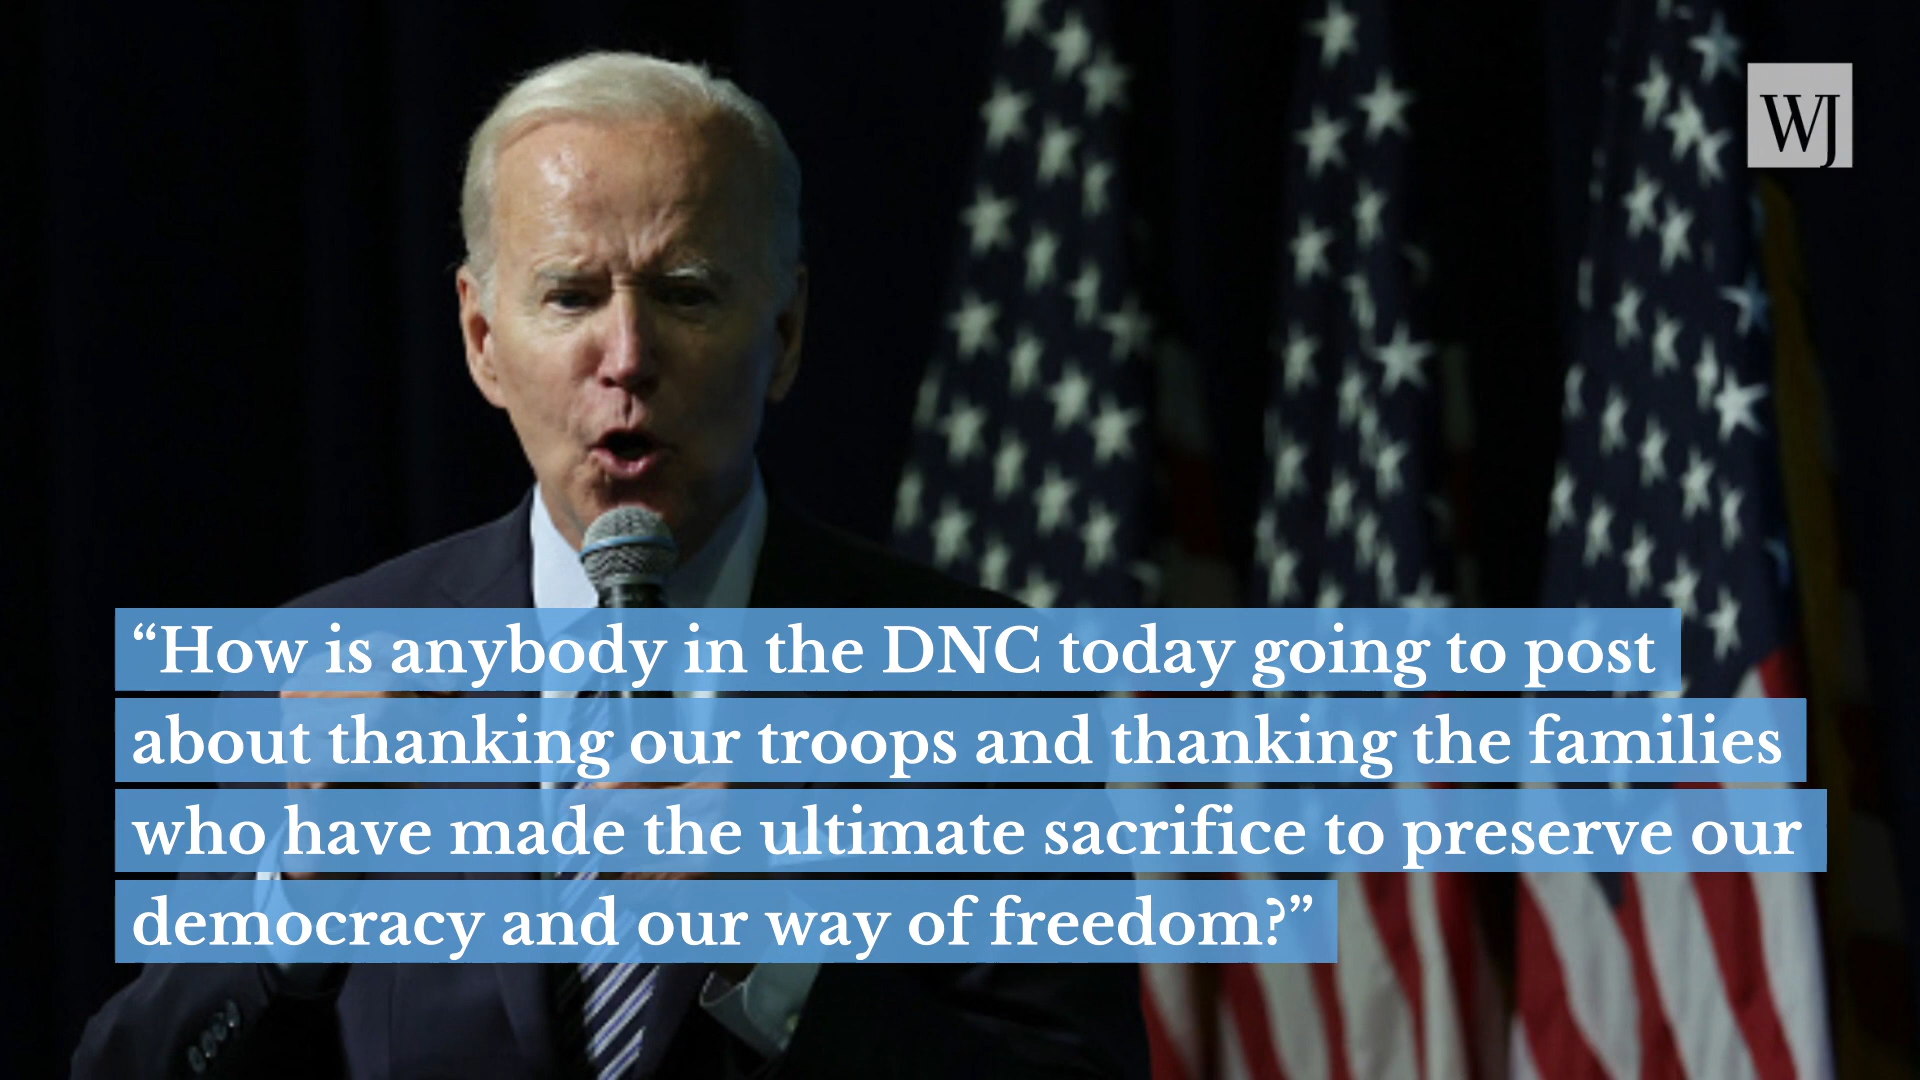 WJ
“How is anybody in the DNC today going to post
about thanking our troops and thanking the families
who have made the ultimate sacrifice to preserve our
democracy and our way of freedom?”